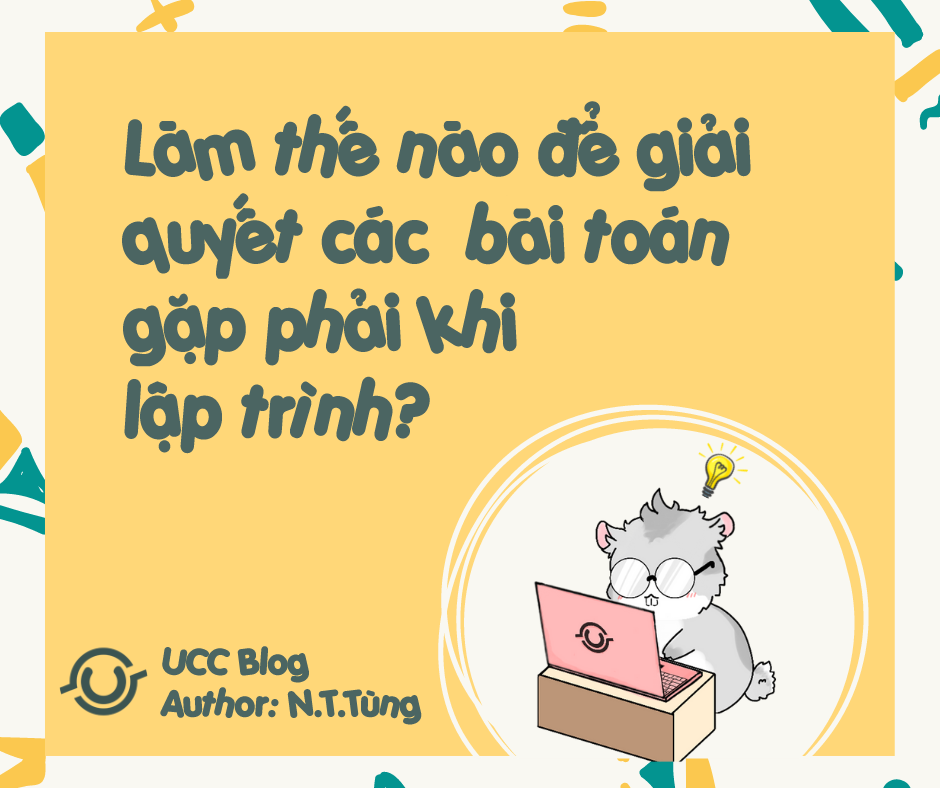 Làm thế nào để giải
quyết các bài toán
gặp phải khi
lập trình?
UCC Blog
Author: N.T.Tùng